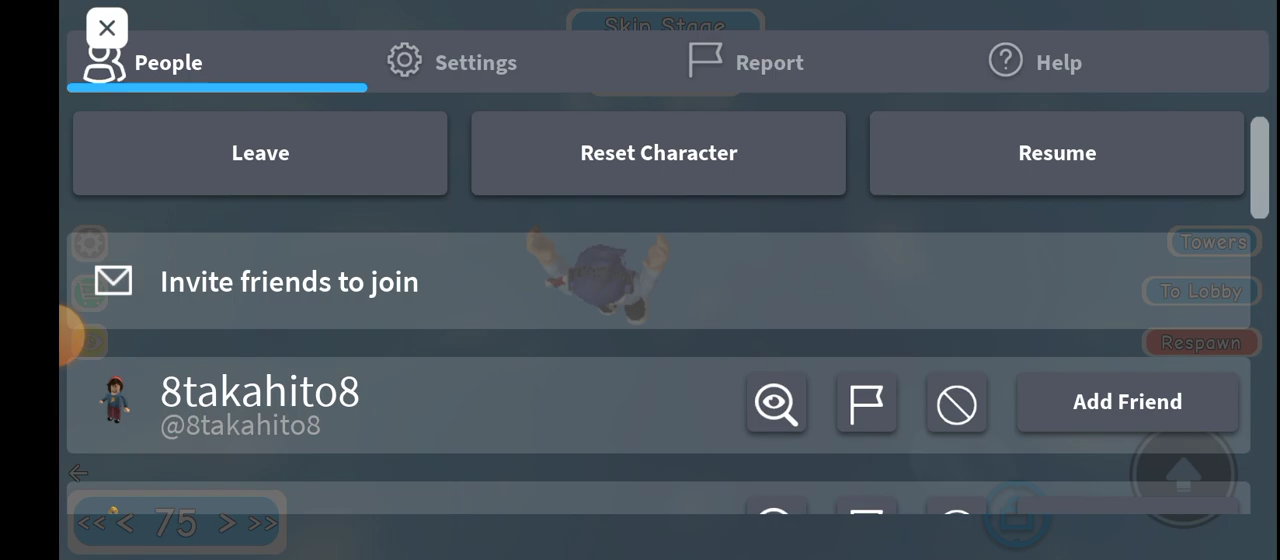 Skip Stage
People
Settings
Report
Help
Leave
Reset Character
Resume
Towers
Invite friends to join
To Lobby
Respawn
8takahito8
@8takahito8
Add Friend
<< < 75 > >>